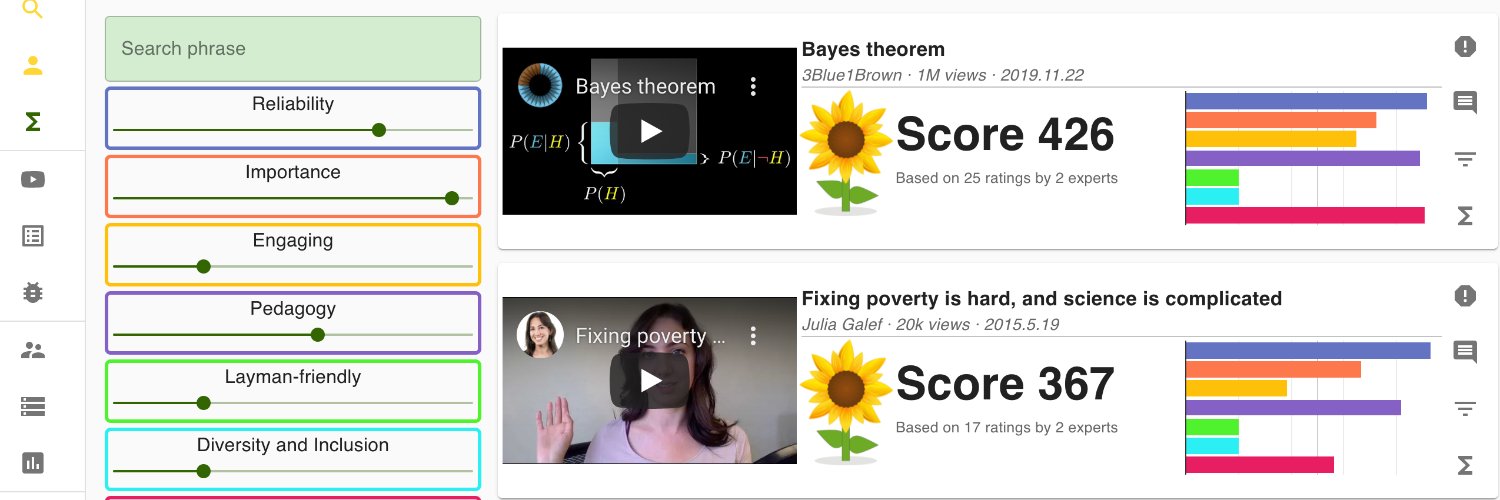 Search phrase
Reliability
Importance
Engaging
Pedagogy
Layman-friendly
Diversity and Inclusion
Bayes theorem
3Blue1Brown · 1M views · 2019.11.22
Bayes theorem
P(E|H)
P(E|¬H)
P(H)
Score 426
Based on 25 ratings by 2 experts
Fixing poverty is hard, and science is complicated
Julia Galef · 20k views · 2015.5.19
Fixing poverty ...
Score 367
Based on 17 ratings by 2 experts